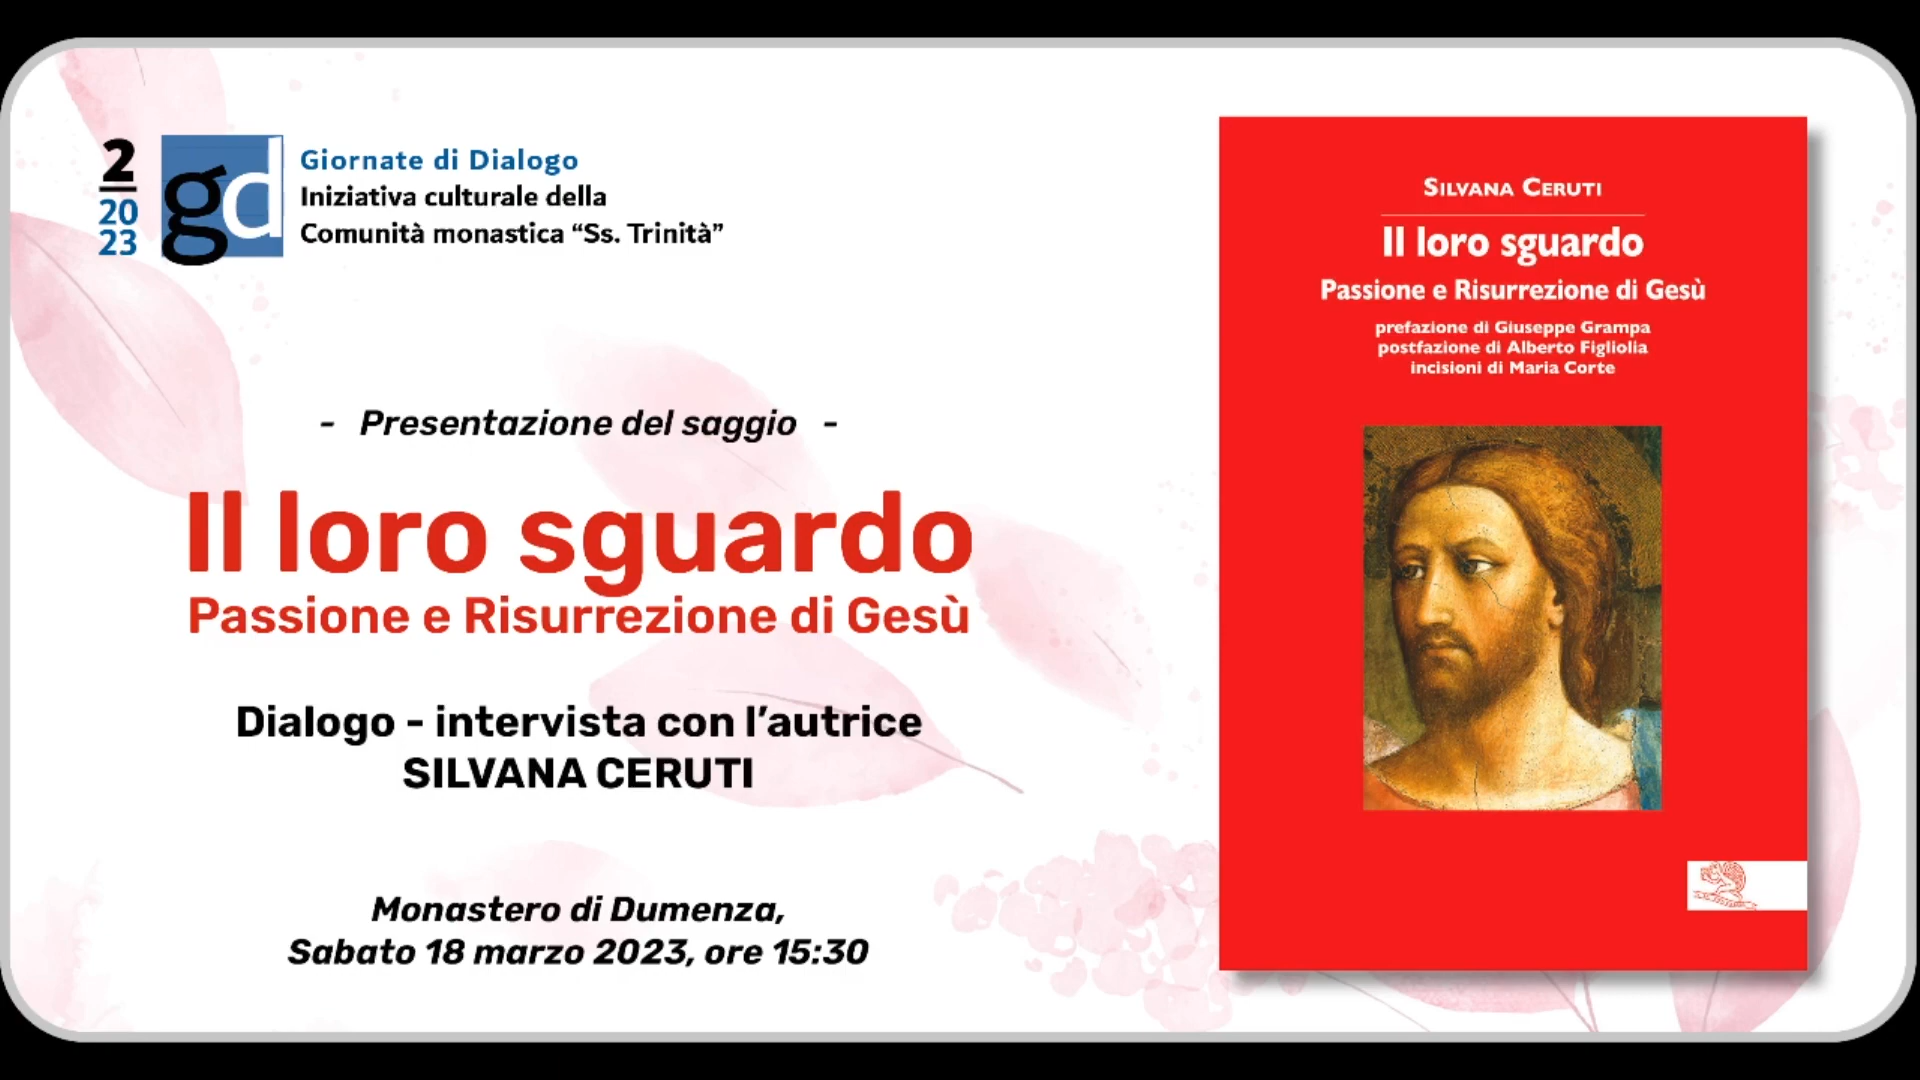 2
20
23
gd
Giornate di Dialogo
Iniziativa culturale della
Comunità monastica “Ss. Trinità”
- Presentazione del saggio -
Il loro sguardo
Passione e Risurrezione di Gesù
Dialogo - intervista con l’autrice
SILVANA CERUTI
Monastero di Dumenza,
Sabato 18 marzo 2023, ore 15:30
SILVANA CERUTI
Il loro sguardo
Passione e Risurrezione di Gesù
prefazione di Giuseppe Grampa
postfazione di Alberto Figliolia
incisioni di Maria Corte